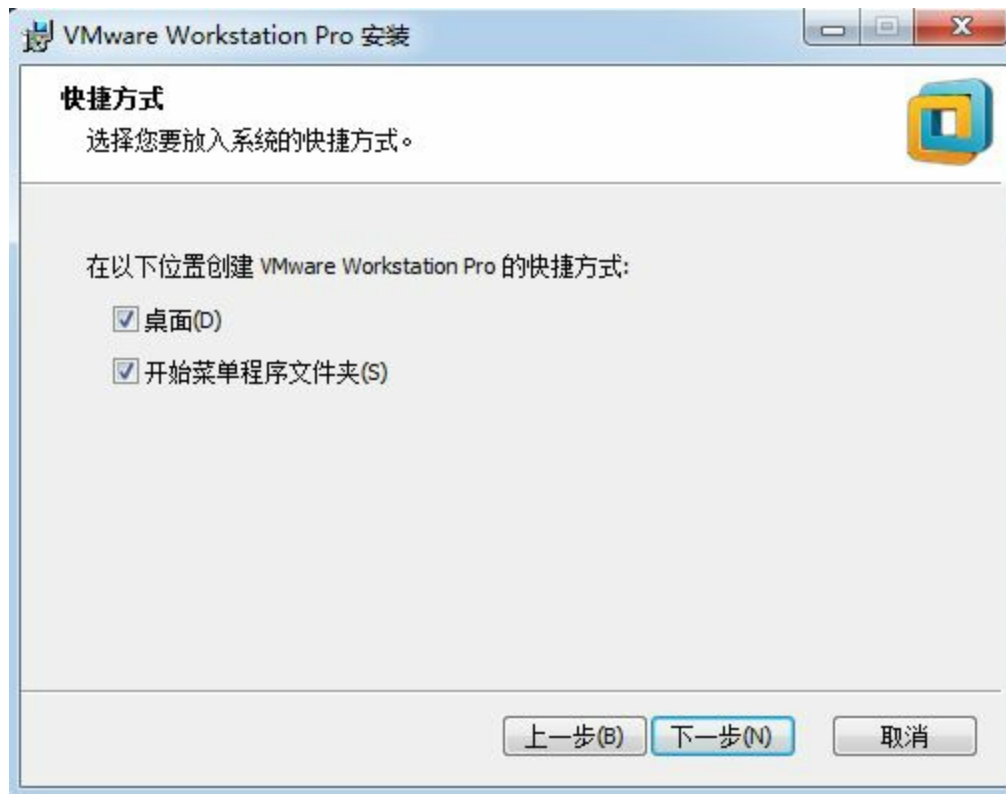 VMware Workstation Pro 安装
快捷方式
选择您要放入系统的快捷方式。
在以下位置创建 VMware Workstation Pro 的快捷方式:
桌面(D)
开始菜单程序文件夹(S)
上一步(B) 下一步(N) 取消